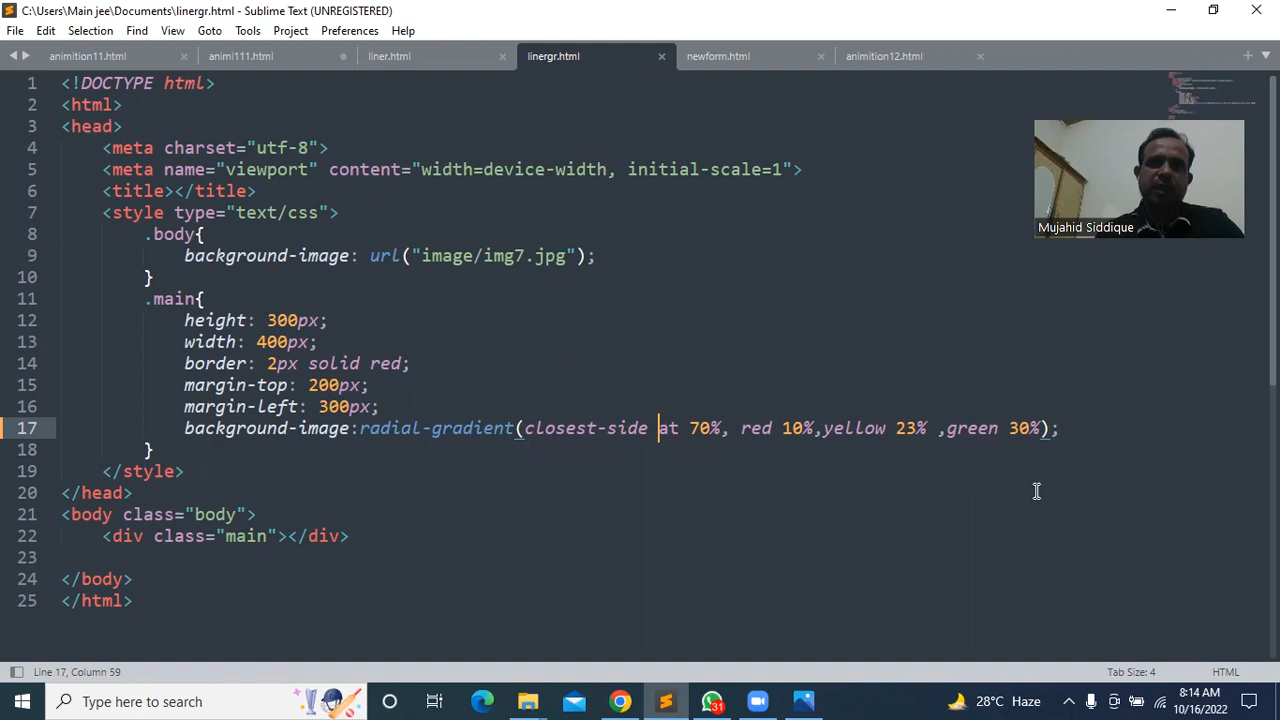 C:\Users\Main jee\Documents\linergr.html - Sublime Text (UNREGISTERED)
File Edit Selection Find View Goto Tools Project Preferences Help
animition11.html animi111.html liner.html linergr.html newform.html animition12.html
1 <!DOCTYPE html>
2 <html>
3 <head>
4 <meta charset="utf-8">
5 <meta name="viewport" content="width=device-width, initial-scale=1">
6 <title></title>
7 <style type="text/css">
8 .body{
9 background-image: url("image/img7.jpg");
10 }
11 .main{
12 height: 300px;
13 width: 400px;
14 border: 2px solid red;
15 margin-top: 200px;
16 margin-left: 300px;
17 background-image:radial-gradient(closest-side at 70%, red 10%,yellow 23% ,green 30%);
18 }
19 </style>
20 </head>
21 <body class="body">
22 <div class="main"></div>
23
24 </body>
25 </html>
Mujahid Siddique
Line 17, Column 59 Tab Size: 4 HTML
Type here to search 31 28°C Haze 8:14 AM
10/16/2022